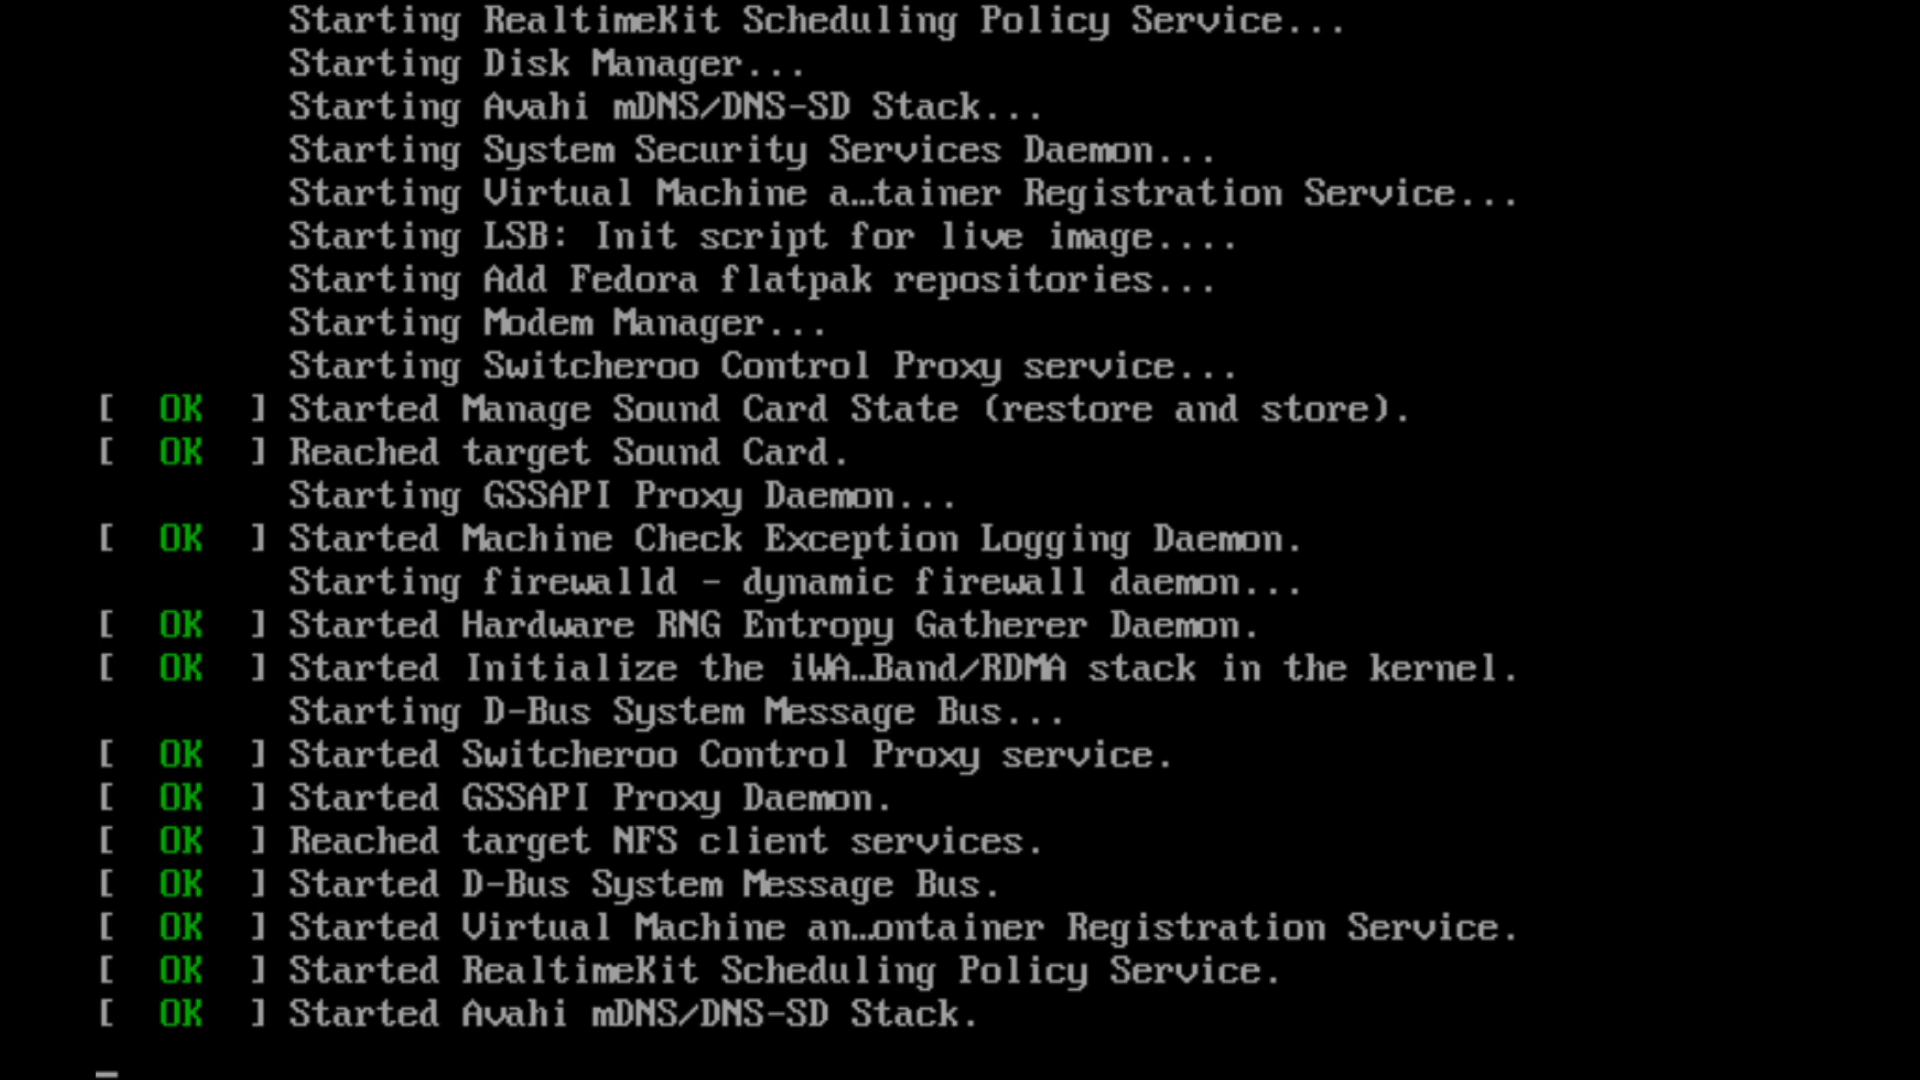 Starting RealtimeKit Scheduling Policy Service...
Starting Disk Manager...
Starting Avahi mDNS/DNS-SD Stack...
Starting System Security Services Daemon...
Starting Virtual Machine a…tainer Registration Service...
Starting LSB: Init script for live image....
Starting Add Fedora flatpak repositories...
Starting Modem Manager...
Starting Switcheroo Control Proxy service...
[  OK  ] Started Manage Sound Card State (restore and store).
[  OK  ] Reached target Sound Card.
Starting GSSAPI Proxy Daemon...
[  OK  ] Started Machine Check Exception Logging Daemon.
Starting firewalld - dynamic firewall daemon...
[  OK  ] Started Hardware RNG Entropy Gatherer Daemon.
[  OK  ] Started Initialize the iWA…Band/RDMA stack in the kernel.
Starting D-Bus System Message Bus...
[  OK  ] Started Switcheroo Control Proxy service.
[  OK  ] Started GSSAPI Proxy Daemon.
[  OK  ] Reached target NFS client services.
[  OK  ] Started D-Bus System Message Bus.
[  OK  ] Started Virtual Machine an…ontainer Registration Service.
[  OK  ] Started RealtimeKit Scheduling Policy Service.
[  OK  ] Started Avahi mDNS/DNS-SD Stack.
_